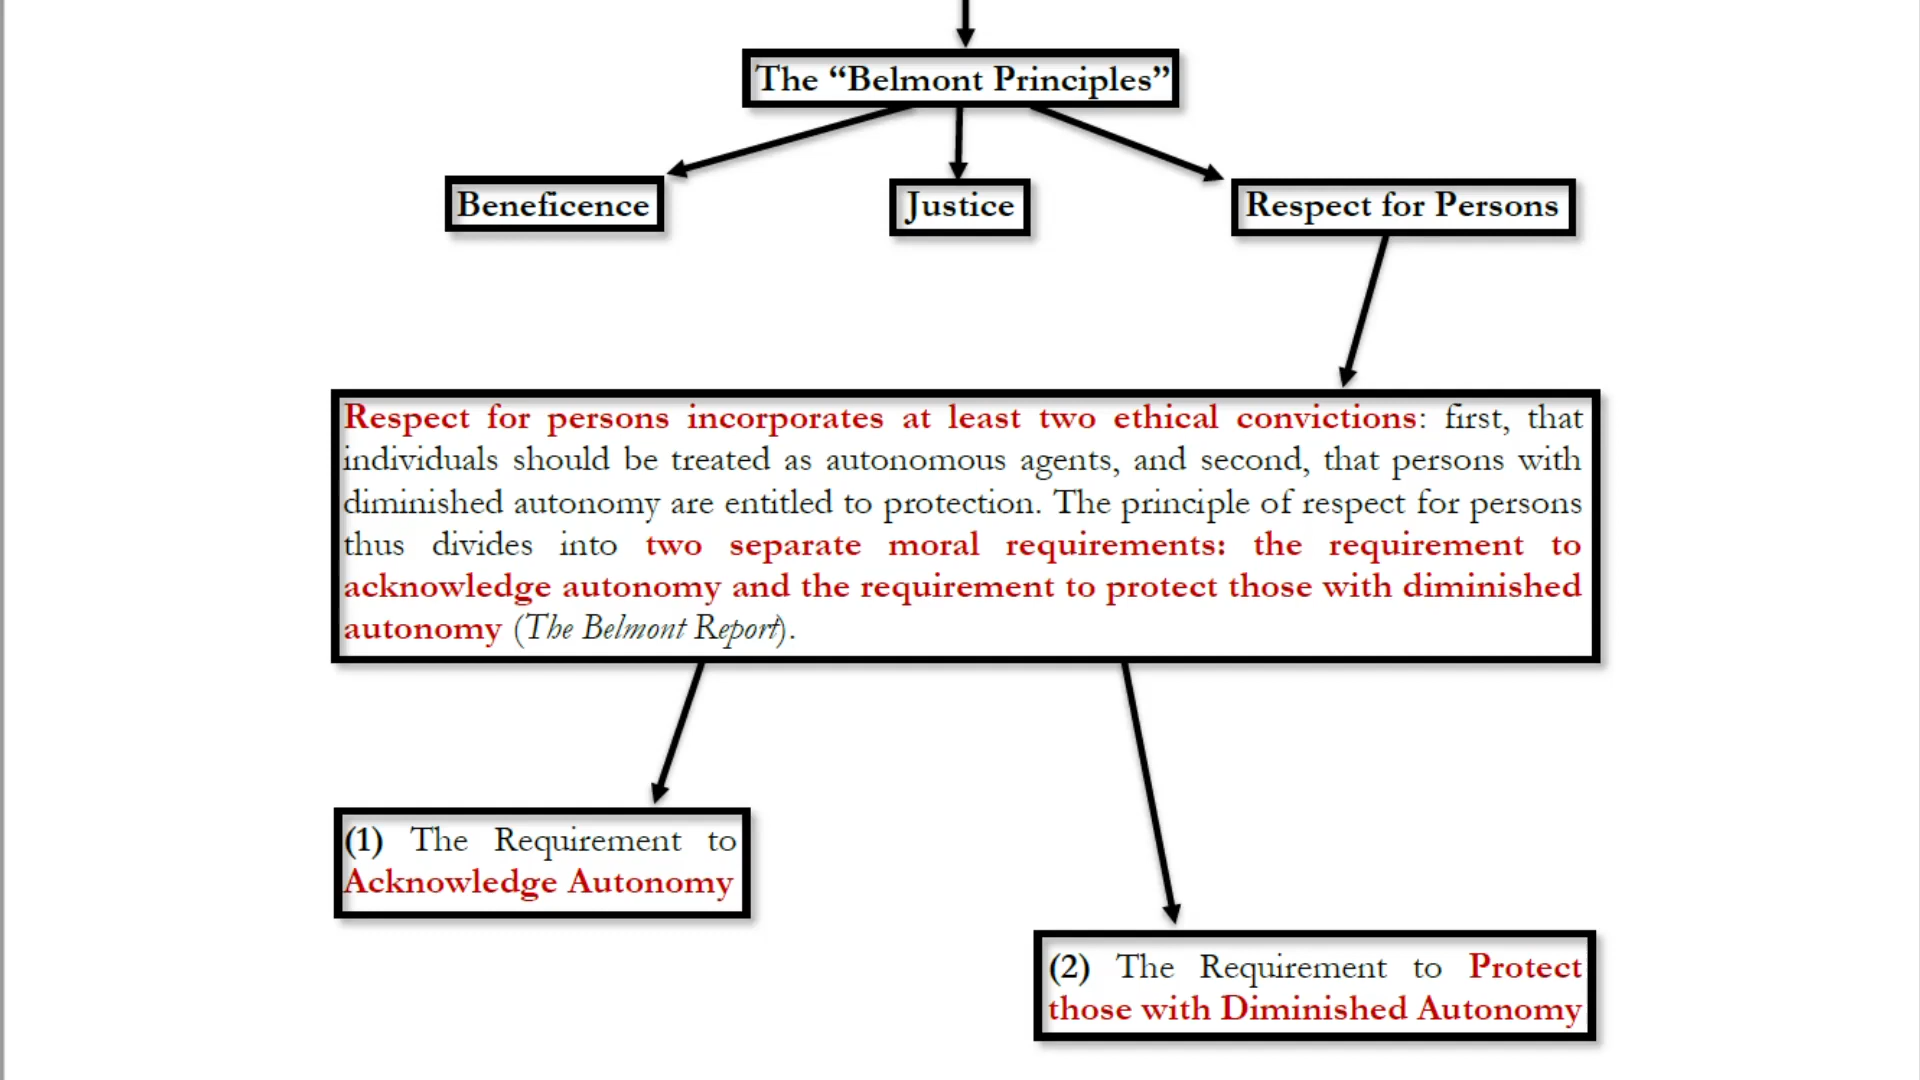 The “Belmont Principles”
Beneficence
Justice
Respect for Persons
Respect for persons incorporates at least two ethical convictions: first, that
individuals should be treated as autonomous agents, and second, that persons with
diminished autonomy are entitled to protection. The principle of respect for persons
thus divides into two separate moral requirements: the requirement to
acknowledge autonomy and the requirement to protect those with diminished
autonomy (The Belmont Report).
(1) The Requirement to
Acknowledge Autonomy
(2) The Requirement to Protect
those with Diminished Autonomy